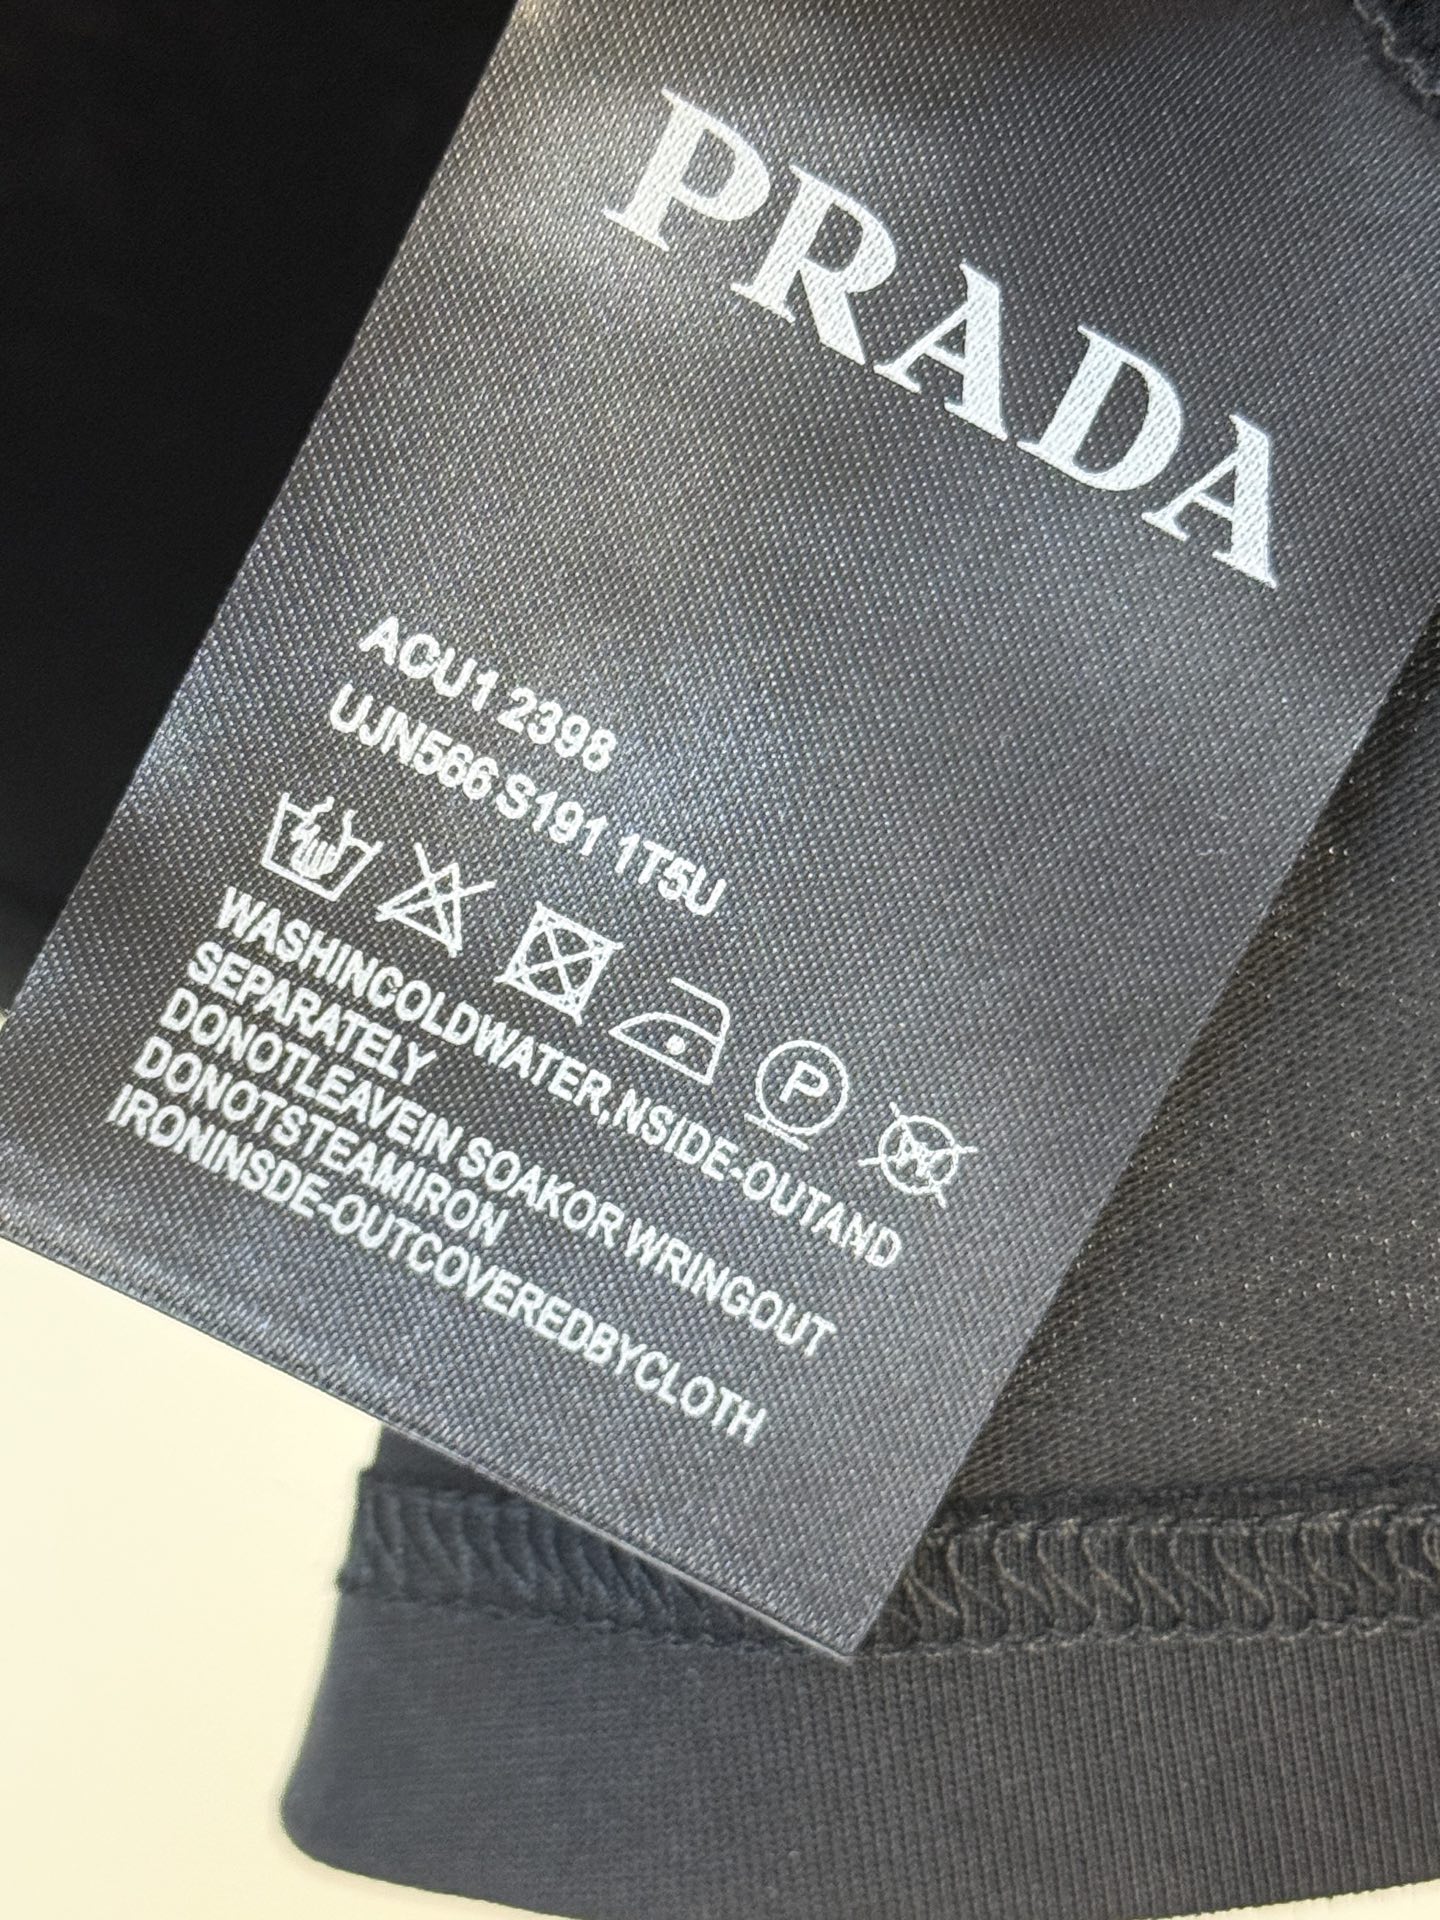 PRADA
ACU1 2398
UJN566 S191 1T5U
P
WASHINCOLDWATER,NSIDE-OUTAND
SEPARATELY
DONOTLEAVEIN SOAKOR WRINGOUT
DONOTSTEAMIRON
IRONINSDE-OUTCOVEREDBYCLOTH